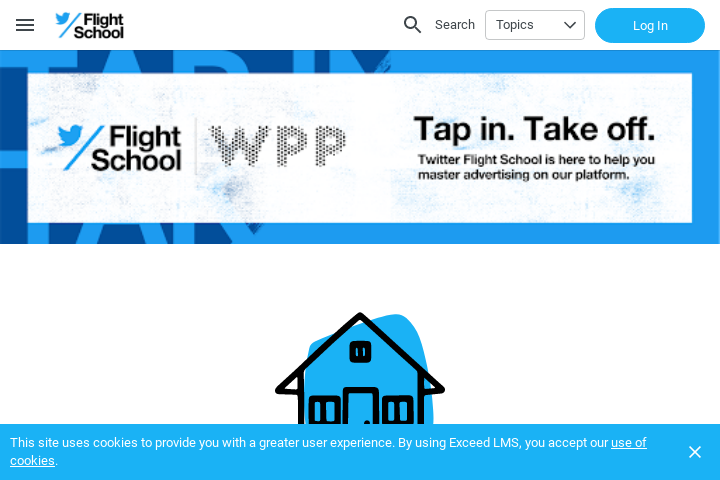 Flight School
Search
Topics
Log In
Flight School
WPP
Tap in. Take off.
Twitter Flight School is here to help you
master advertising on our platform.
This site uses cookies to provide you with a greater user experience. By using Exceed LMS, you accept our use of
cookies.